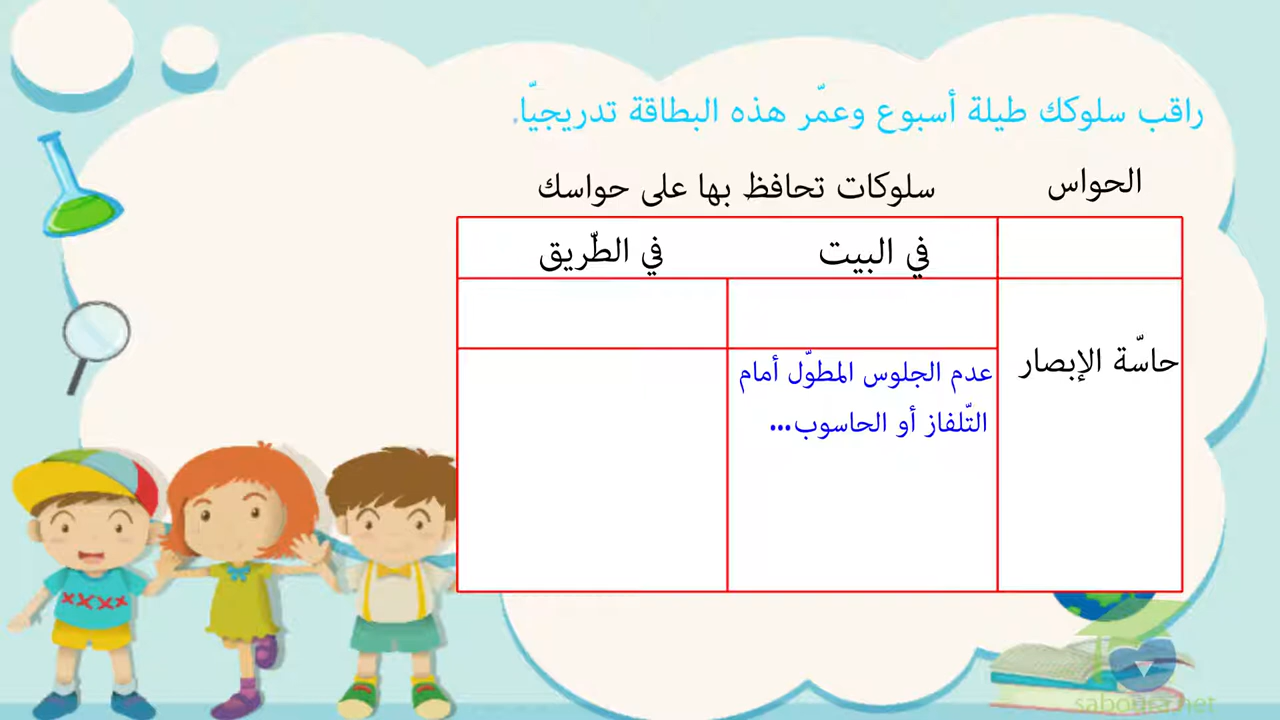 راقب سلوكك طيلة أسبوع وعمّر هذه البطاقة تدريجيّا.
الحواس
سلوكات تحافظ بها على حواسك
في البيت
في الطّريق
حاسّة الإبصار
عدم الجلوس المطوّل أمام
التّلفاز أو الحاسوب...